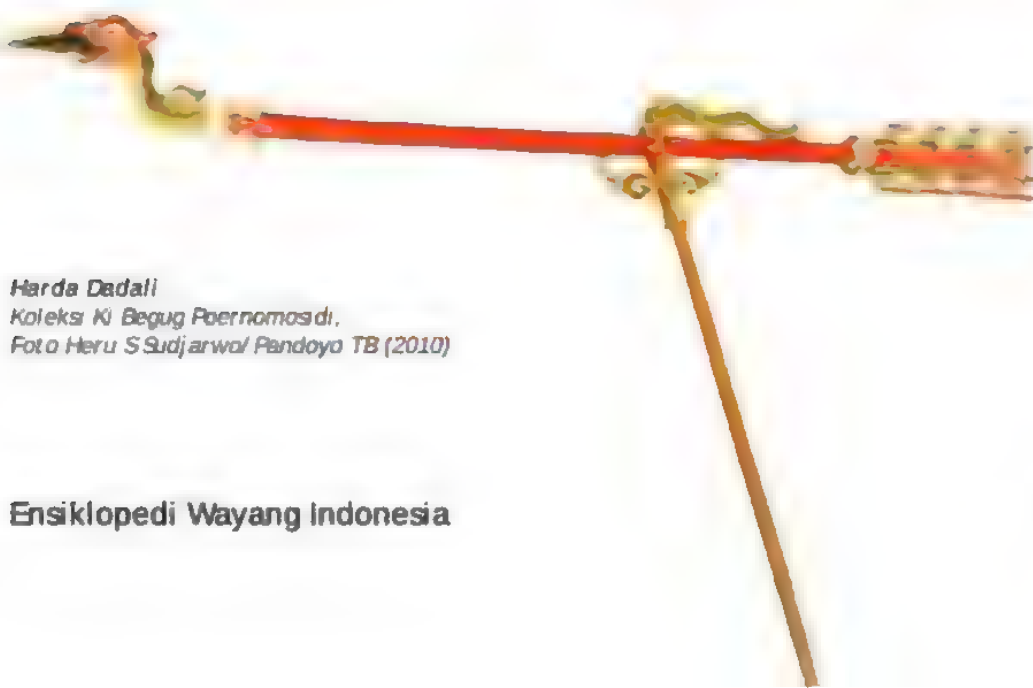 Harda Dadali
Koleksi Ki Begug Poernomosidi,
Foto Heru S Sudjarwo/ Pandoyo TB (2010)
Ensiklopedi Wayang Indonesia